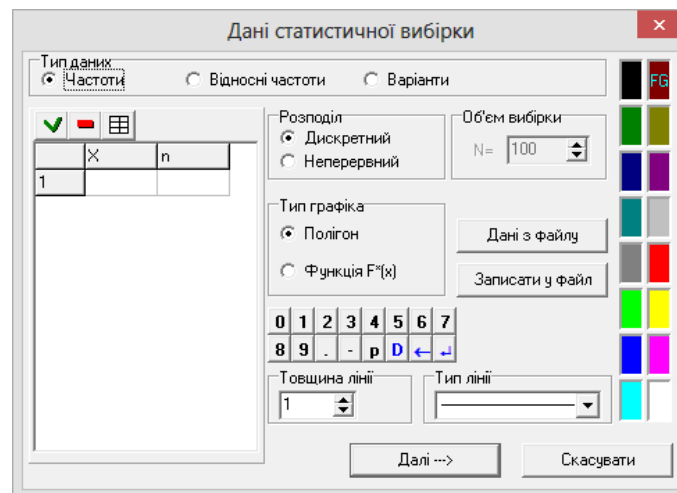 Дані статистичної вибірки
Тип даних
Частоти Відносні частоти Варіанти
FG
X n
1
Розподіл
Дискретний
Неперервний
Об'єм вибірки
N= 100
Тип графіка
Полігон
Функція F*(x)
Дані з файлу
Записати у файл
0 1 2 3 4 5 6 7
8 9 . - p D ← ↵
Товщина лінії
1
Тип лінії
Далі --->
Скасувати